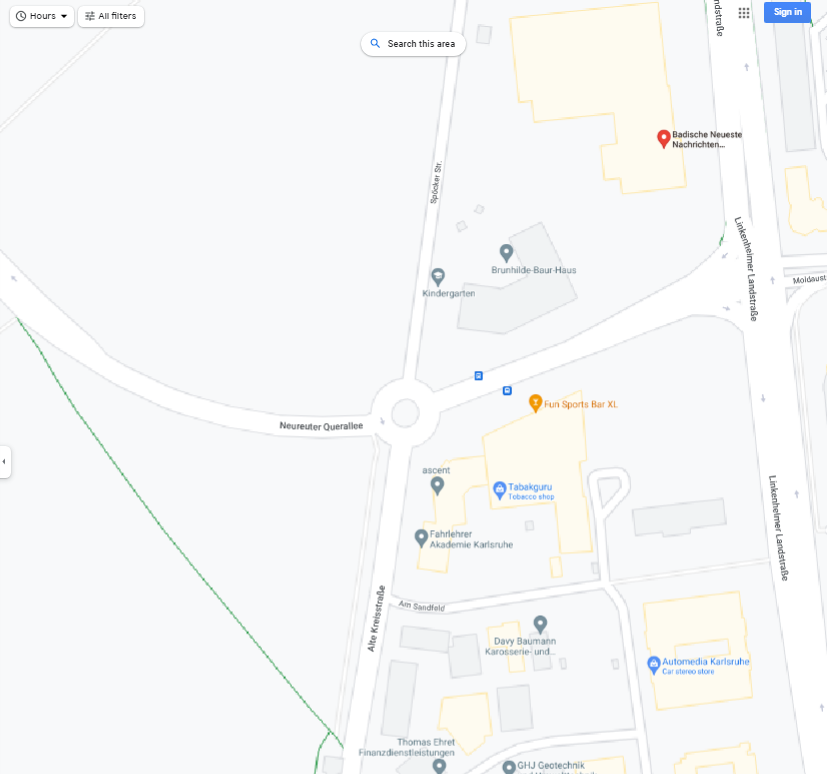 Hours
All filters
Sign in
Search this area
ndstraße
Badische Neueste
Nachrichten...
Spöcker Str.
Linkenheimer Landstraße
Brunhilde-Baur-Haus
Kindergarten
Moldaust
Fun Sports Bar XL
Neureuter Querallee
ascent
Tabakguru
Tobacco shop
Linkenheimer Landstraße
Fahrlehrer
Akademie Karlsruhe
Alte Kreisstraße
Am Sandfeld
Davy Baumann
Karosserie- und...
Automedia Karlsruhe
Car stereo store
Thomas Ehret
Finanzdienstleistungen
GHJ Geotechnik